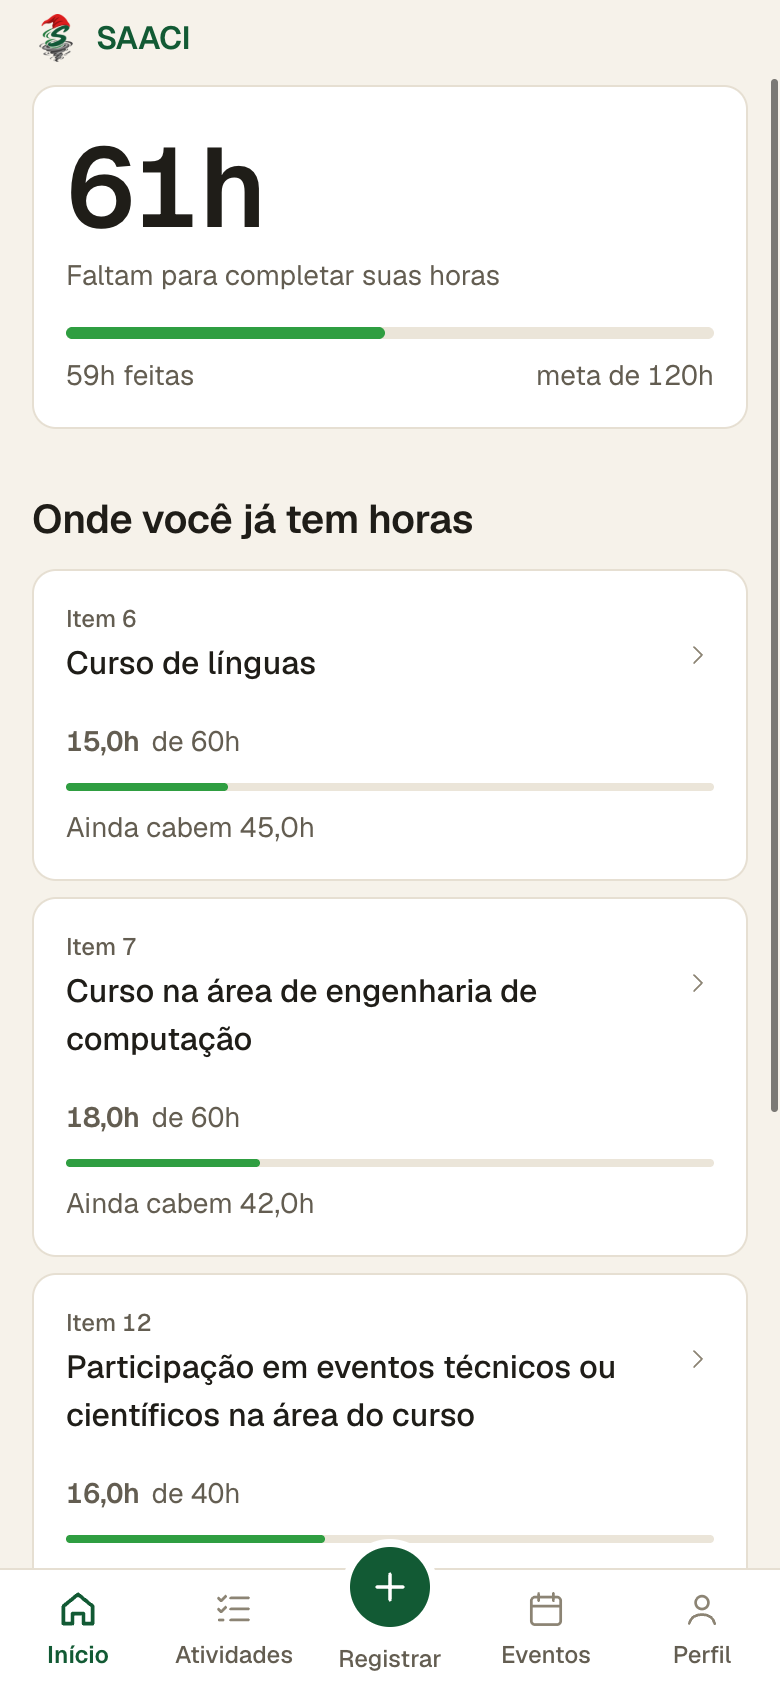 SAACI
61h
Faltam para completar suas horas
59h feitas
meta de 120h
Onde você já tem horas
Item 6
Curso de línguas
15,0h de 60h
Ainda cabem 45,0h
Item 7
Curso na área de engenharia de
computação
18,0h de 60h
Ainda cabem 42,0h
Item 12
Participação em eventos técnicos ou
científicos na área do curso
16,0h de 40h
Início
Atividades
Registrar
Eventos
Perfil